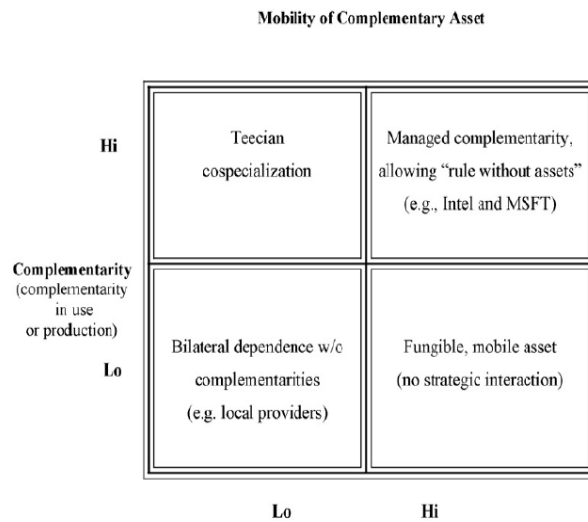 Mobility of Complementary Asset
Hi
Teecian
cospecialization
Managed complementarity,
allowing “rule without assets”
(e.g., Intel and MSFT)
Complementarity
(complementarity
in use
or production)
Lo
Bilateral dependence w/o
complementarities
(e.g. local providers)
Fungible, mobile asset
(no strategic interaction)
Lo
Hi